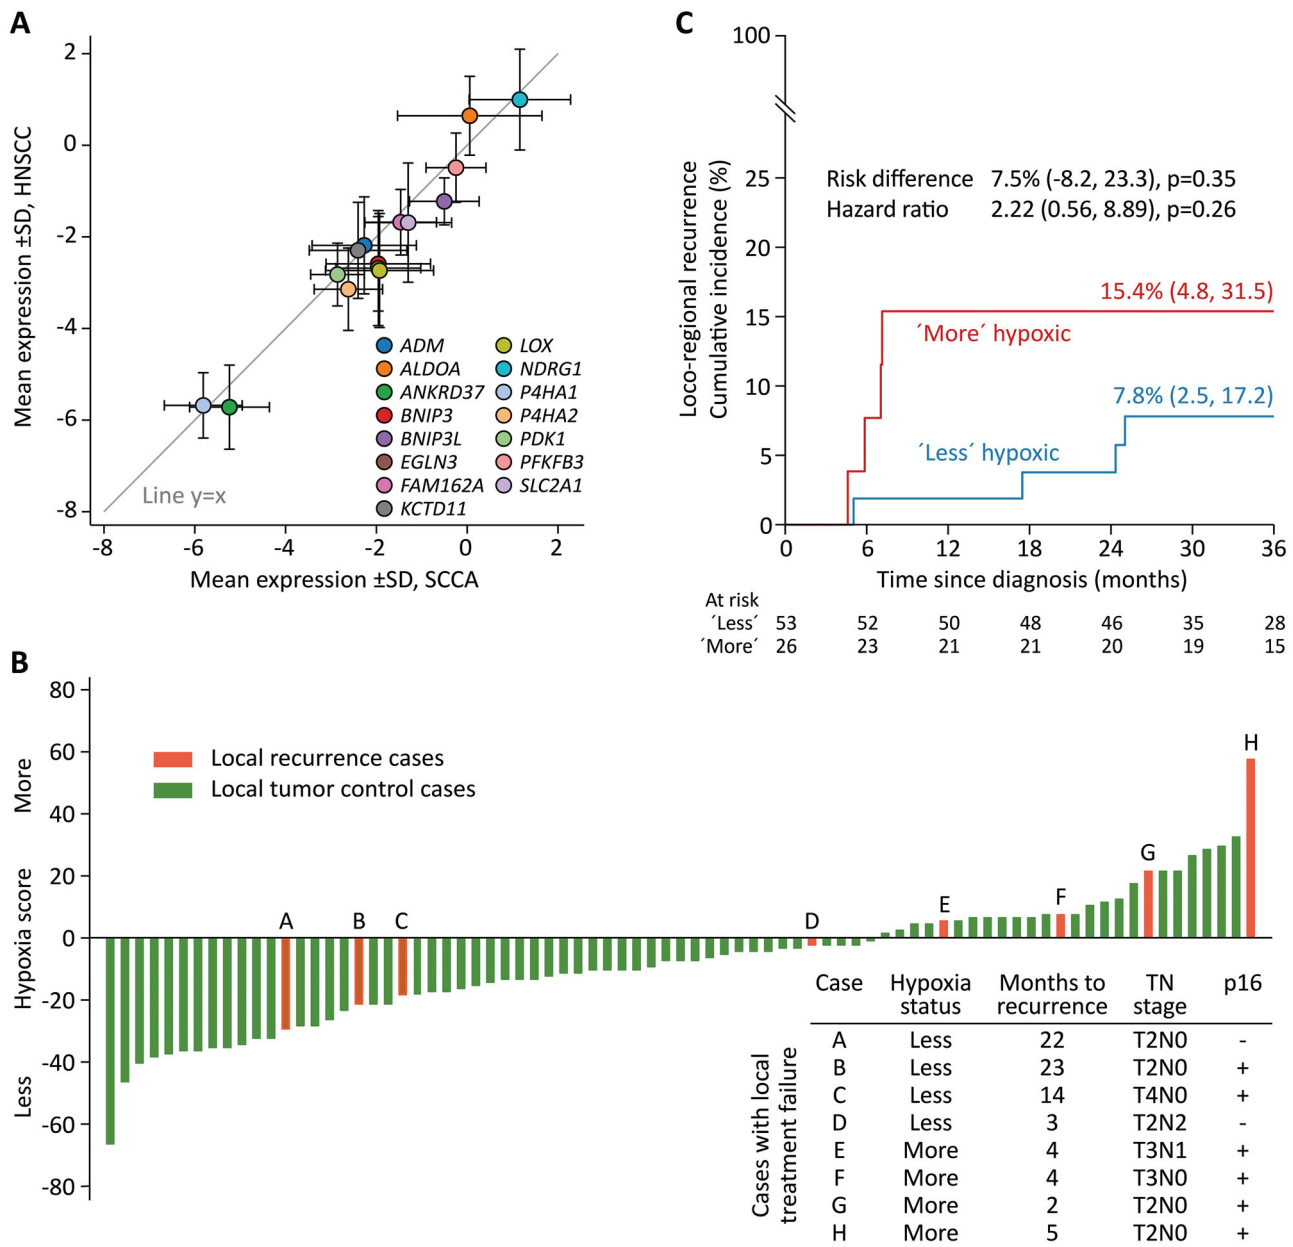 A
Mean expression ±SD, HNSCC
2
0
-2
-4
-6
-8
-8 -6 -4 -2 0 2
Mean expression ±SD, SCCA
Line y=x
ADM
ALDOA
ANKRD37
BNIP3
BNIP3L
EGLN3
FAM162A
KCTD11
LOX
NDRG1
P4HA1
P4HA2
PDK1
PFKFB3
SLC2A1
C
Loco-regional recurrence
Cumulative incidence (%)
100
25
20
15
10
5
0
Risk difference 7.5% (-8.2, 23.3), p=0.35
Hazard ratio 2.22 (0.56, 8.89), p=0.26
15.4% (4.8, 31.5)
´More´ hypoxic
7.8% (2.5, 17.2)
´Less´ hypoxic
0 6 12 18 24 30 36
Time since diagnosis (months)
At risk
´Less´ 53 52 50 48 46 35 28
´More´ 26 23 21 21 20 19 15
B
Less Hypoxia score More
80
60
40
20
0
-20
-40
-60
-80
Local recurrence cases
Local tumor control cases
A B C D E F G H
Case Hypoxia Months to TN p16
status recurrence stage
Cases with local
treatment failure
A Less 22 T2N0 -
B Less 23 T2N0 +
C Less 14 T4N0 +
D Less 3 T2N2 -
E More 4 T3N1 +
F More 4 T3N0 +
G More 2 T2N0 +
H More 5 T2N0 +